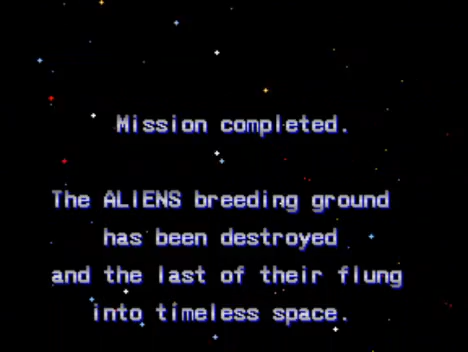 Mission completed.
The ALIENS breeding ground
has been destroyed
and the last of their flung
into timeless space.